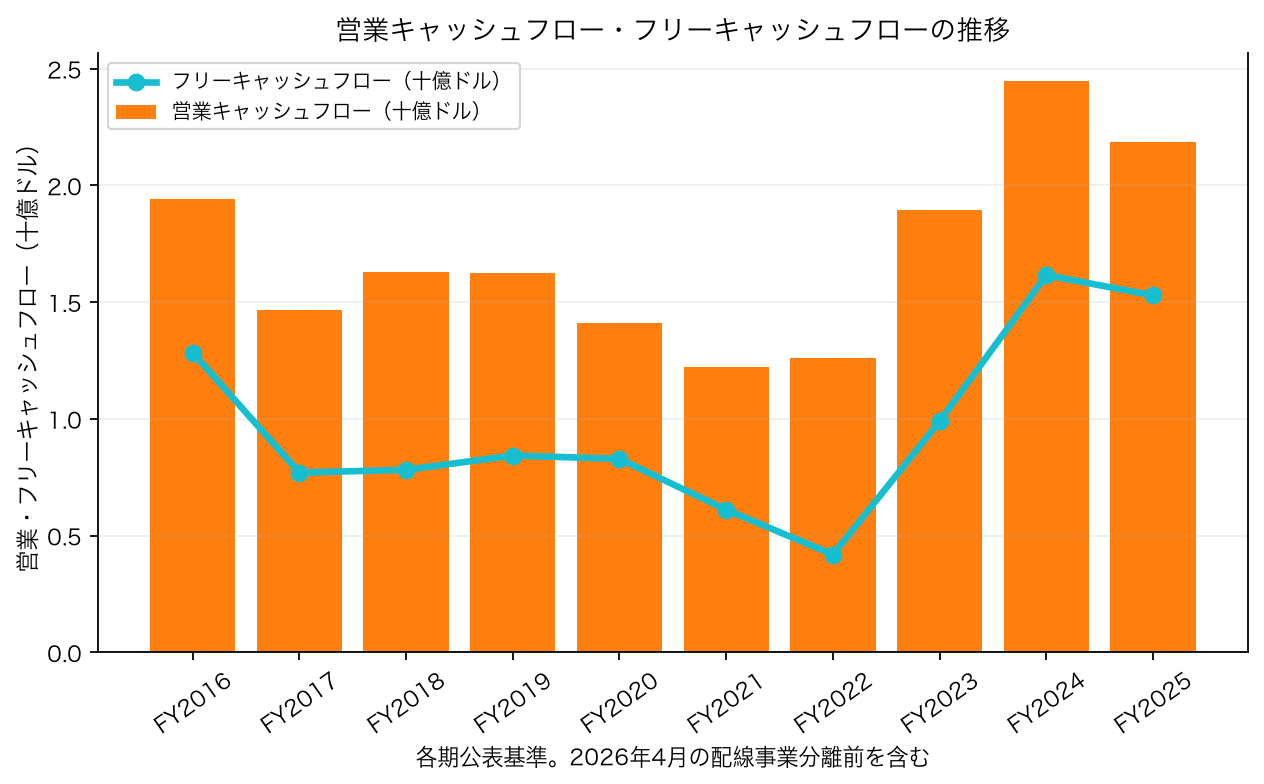 営業キャッシュフロー・フリーキャッシュフローの推移
フリーキャッシュフロー（十億ドル）
営業キャッシュフロー（十億ドル）
営業・フリーキャッシュフロー（十億ドル）
2.5
2.0
1.5
1.0
0.5
0.0
FY2016
FY2017
FY2018
FY2019
FY2020
FY2021
FY2022
FY2023
FY2024
FY2025
各期公表基準。2026年4月の配線事業分離前を含む